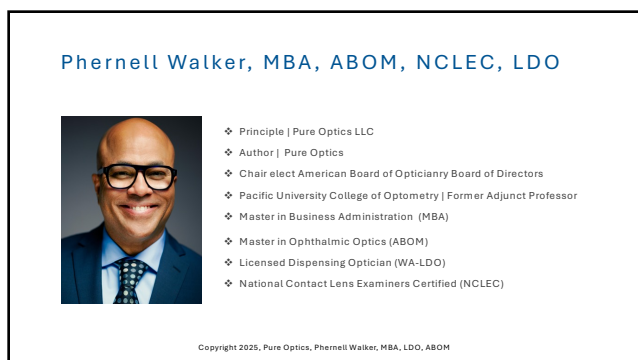 Phernell Walker, MBA, ABOM, NCLEC, LDO
❖ Principle | Pure Optics LLC
❖ Author | Pure Optics
❖ Chair elect American Board of Opticianry Board of Directors
❖ Pacific University College of Optometry | Former Adjunct Professor
❖ Master in Business Administration (MBA)
❖ Master in Ophthalmic Optics (ABOM)
❖ Licensed Dispensing Optician (WA-LDO)
❖ National Contact Lens Examiners Certified (NCLEC)
Copyright 2025, Pure Optics, Phernell Walker, MBA, LDO, ABOM